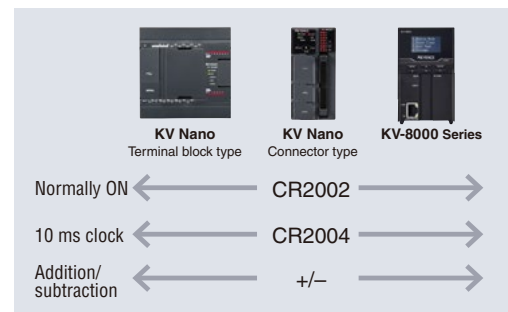 KV Nano
Terminal block type
KV Nano
Connector type
KV-8000 Series
Normally ON
CR2002
10 ms clock
CR2004
Addition/
subtraction
+/–